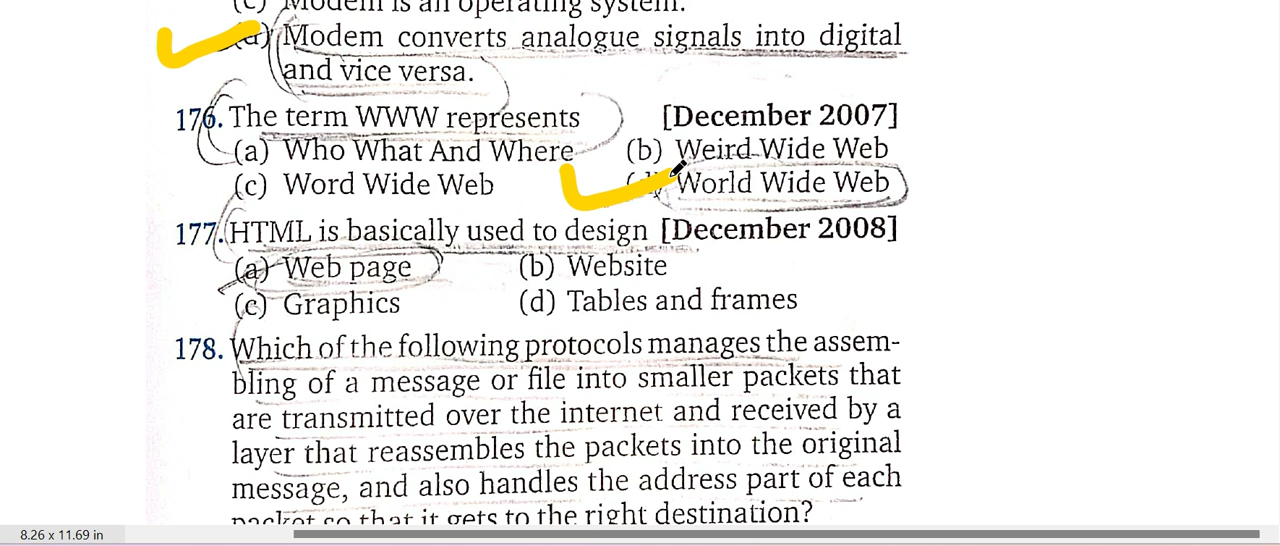 (c) Modem is an operating system.
(d) Modem converts analogue signals into digital
and vice versa.
176. The term WWW represents [December 2007]
(a) Who What And Where (b) Weird Wide Web
(c) Word Wide Web (d) World Wide Web
177. HTML is basically used to design [December 2008]
(a) Web page (b) Website
(c) Graphics (d) Tables and frames
178. Which of the following protocols manages the assem-
bling of a message or file into smaller packets that
are transmitted over the internet and received by a
layer that reassembles the packets into the original
message, and also handles the address part of each
packet so that it gets to the right destination?
8.26 x 11.69 in